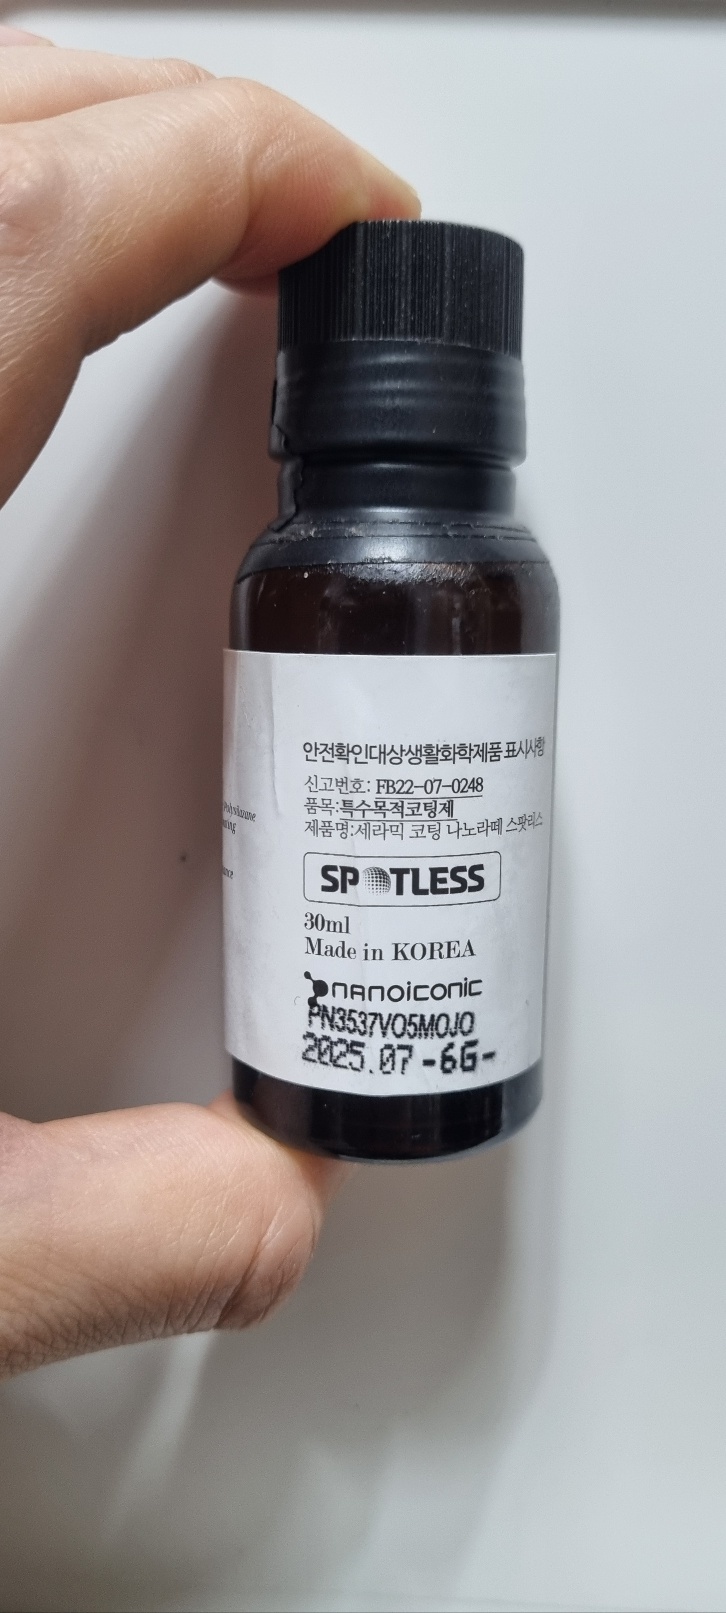 Polysilazane
안전확인대상생활화학제품 표시사항
신고번호: FB22-07-0248
품목:특수목적코팅제
제품명:세라믹 코팅 나노라떼 스팟리스
SPOTLESS
30ml
Made in KOREA
nanoiconic
PN3537V05M0J0
2025.07 -6G-